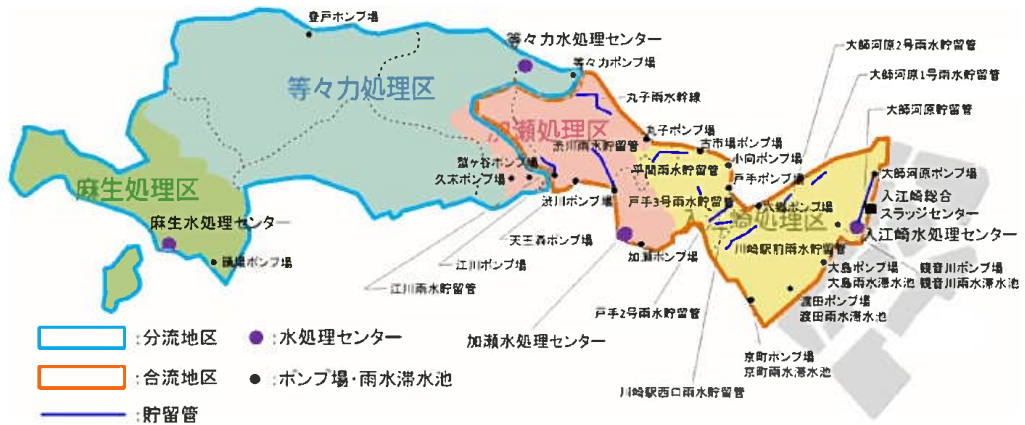 登戸ポンプ場
等々力水処理センター
等々力ポンプ場
等々力処理区
丸子雨水幹線
大師河原2号雨水貯留管
大師河原1号雨水貯留管
大師河原貯留管
加瀬処理区
渋川雨水貯留管
丸子ポンプ場
古市場ポンプ場
小向ポンプ場
戸手ポンプ場
平間雨水貯留管
戸手3号雨水貯留管
蟹ヶ谷ポンプ場
久末ポンプ場
渋川ポンプ場
大師河原ポンプ場
入江崎総合
スラッジセンター
入江崎水処理センター
麻生処理区
麻生水処理センター
天王森ポンプ場
加瀬ポンプ場
入江崎処理区
川崎駅前雨水貯留管
江川ポンプ場
江川雨水貯留管
大島ポンプ場
大島雨水滞水池
観音川ポンプ場
観音川雨水滞水池
渡田ポンプ場
渡田雨水滞水池
戸手2号雨水貯留管
加瀬水処理センター
京町ポンプ場
京町雨水滞水池
川崎駅西口雨水貯留管
:分流地区
:水処理センター
:合流地区
:ポンプ場・雨水滞水池
:貯留管